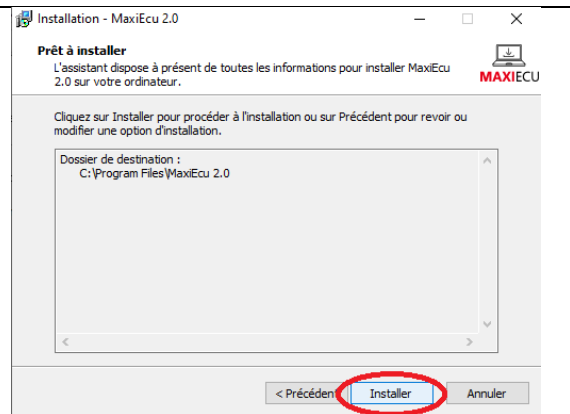 Installation - MaxiEcu 2.0
Prêt à installer
L'assistant dispose à présent de toutes les informations pour installer MaxiEcu
2.0 sur votre ordinateur.
MAXIECU
Cliquez sur Installer pour procéder à l'installation ou sur Précédent pour revoir ou
modifier une option d'installation.
Dossier de destination :
C:\Program Files\MaxiEcu 2.0
< Précédent
Installer
Annuler